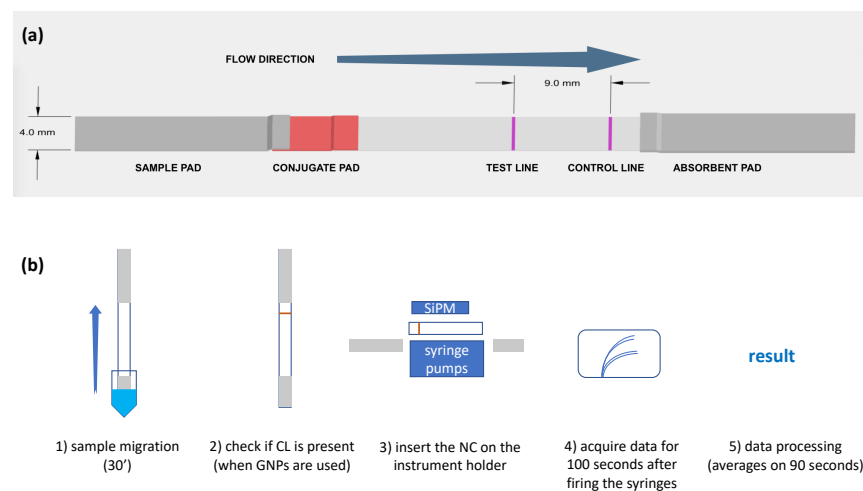 (a)
FLOW DIRECTION
9.0 mm
4.0 mm
SAMPLE PAD
CONJUGATE PAD
TEST LINE
CONTROL LINE
ABSORBENT PAD
(b)
SiPM
syringe
pumps
result
1) sample migration
(30’)
2) check if CL is present
(when GNPs are used)
3) insert the NC on the
instrument holder
4) acquire data for
100 seconds after
firing the syringes
5) data processing
(averages on 90 seconds)